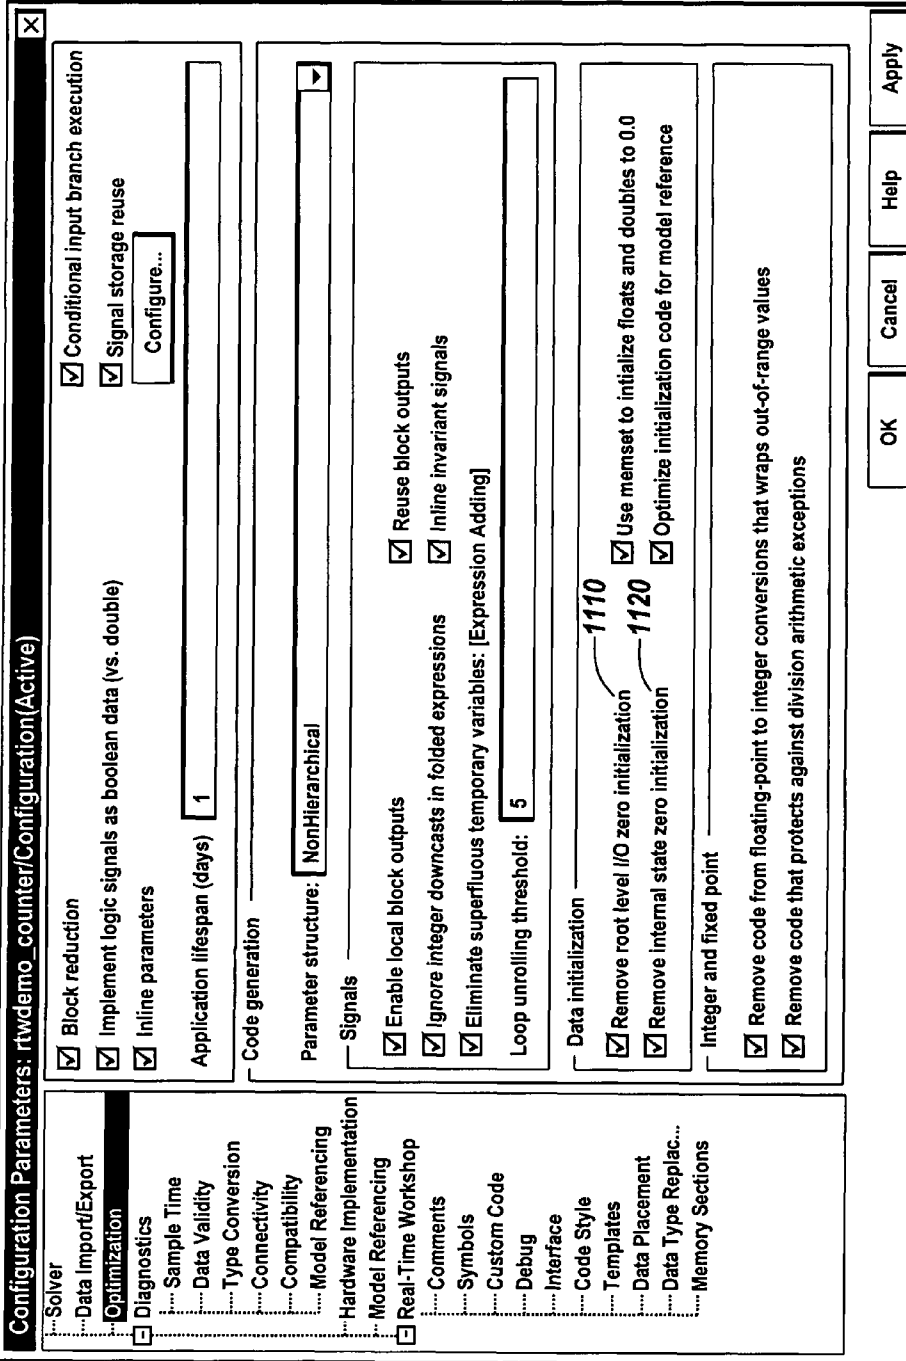 Configuration Parameters: rtwdemo_counter/Configuration(Active)
Solver
Data Import/Export
Optimization
Diagnostics
Sample Time
Data Validity
Type Conversion
Connectivity
Compatibility
Model Referencing
Hardware Implementation
Model Referencing
Real-Time Workshop
Comments
Symbols
Custom Code
Debug
Interface
Code Style
Templates
Data Placement
Data Type Replac...
Memory Sections
Block reduction
Conditional input branch execution
Implement logic signals as boolean data (vs. double)
Signal storage reuse
Inline parameters
Configure...
Application lifespan (days) 1
Code generation
Parameter structure: NonHierarchical
Signals
Enable local block outputs
Reuse block outputs
Ignore integer downcasts in folded expressions
Inline invariant signals
Eliminate superfluous temporary variables: [Expression Adding]
Loop unrolling threshold: 5
Data initialization
1110
Remove root level I/O zero initialization
Use memset to intialize floats and doubles to 0.0
1120
Remove internal state zero initialization
Optimize initialization code for model reference
Integer and fixed point
Remove code from floating-point to integer conversions that wraps out-of-range values
Remove code that protects against division arithmetic exceptions
OK
Cancel
Help
Apply